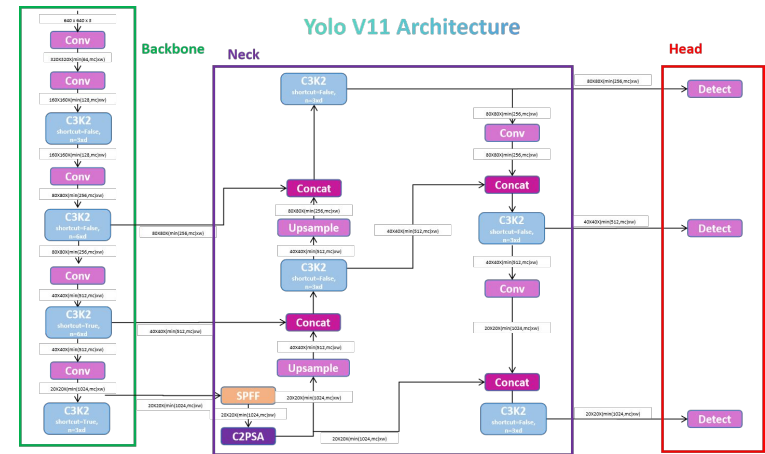 Yolo V11 Architecture
Backbone
640 x 640 x 3
Conv
320X320X(min(64,mc)xw)
Conv
160X160X(min(128,mc)xw)
C3K2
shortcut=False,
n=3xd
160X160X(min(128,mc)xw)
Conv
80X80X(min(256,mc)xw)
C3K2
shortcut=False,
n=6xd
80X80X(min(256,mc)xw)
Conv
40X40X(min(512,mc)xw)
C3K2
shortcut=True,
n=6xd
40X40X(min(512,mc)xw)
Conv
20X20X(min(1024,mc)xw)
C3K2
shortcut=True,
n=3xd
80X80X(min(256,mc)xw)
40X40X(min(512,mc)xw)
20X20X(min(1024,mc)xw)
Neck
C3K2
shortcut=False,
n=3xd
Concat
80X80X(min(256,mc)xw)
Upsample
40X40X(min(512,mc)xw)
C3K2
shortcut=False,
n=3xd
Concat
40X40X(min(512,mc)xw)
Upsample
20X20X(min(1024,mc)xw)
SPFF
20X20X(min(1024,mc)xw)
C2PSA
20X20X(min(1024,mc)xw)
40X40X(min(512,mc)xw)
80X80X(min(256,mc)xw)
Conv
80X80X(min(256,mc)xw)
Concat
C3K2
shortcut=False,
n=3xd
40X40X(min(512,mc)xw)
Conv
20X20X(min(1024,mc)xw)
Concat
C3K2
shortcut=False,
n=3xd
Head
80X80X(min(256,mc)xw)
Detect
40X40X(min(512,mc)xw)
Detect
20X20X(min(1024,mc)xw)
Detect